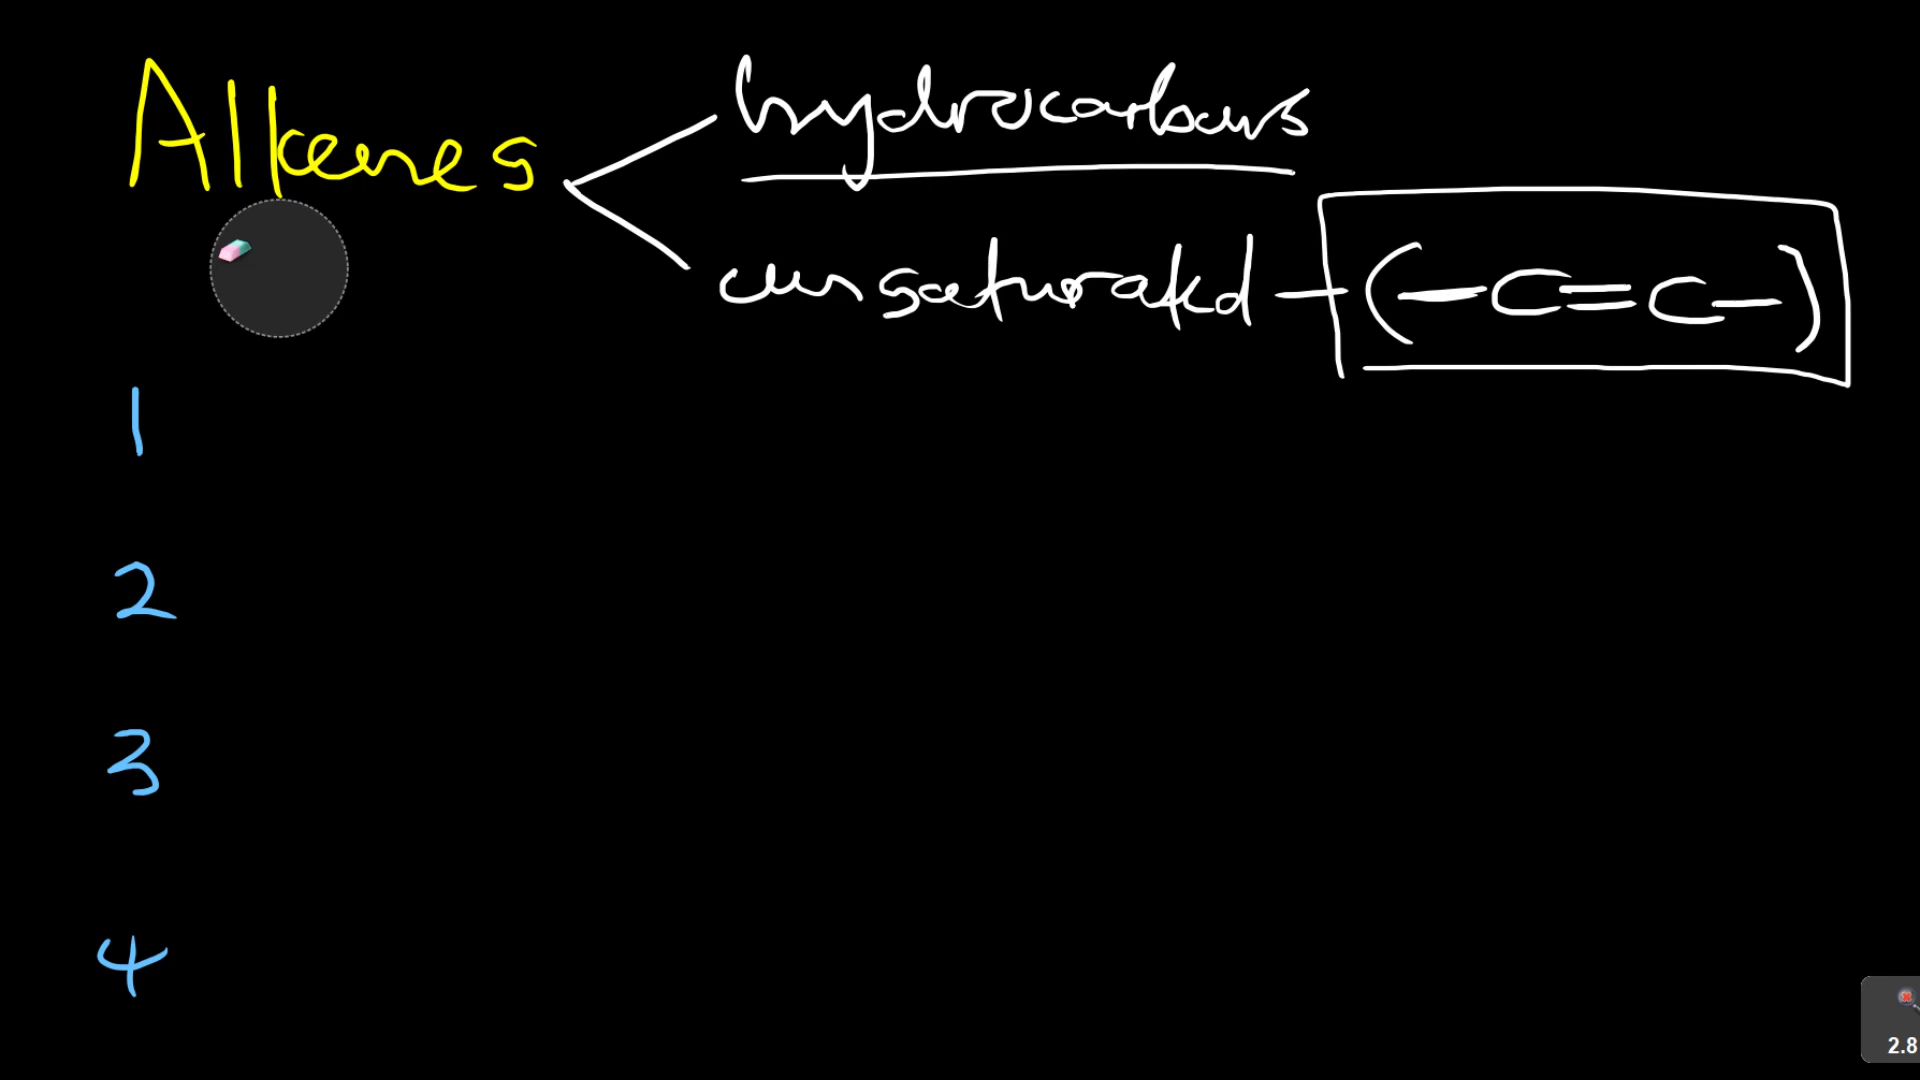 Alkenes
hydrocarbons
unsaturated - (-C=C-)
1
2
3
4
2.8